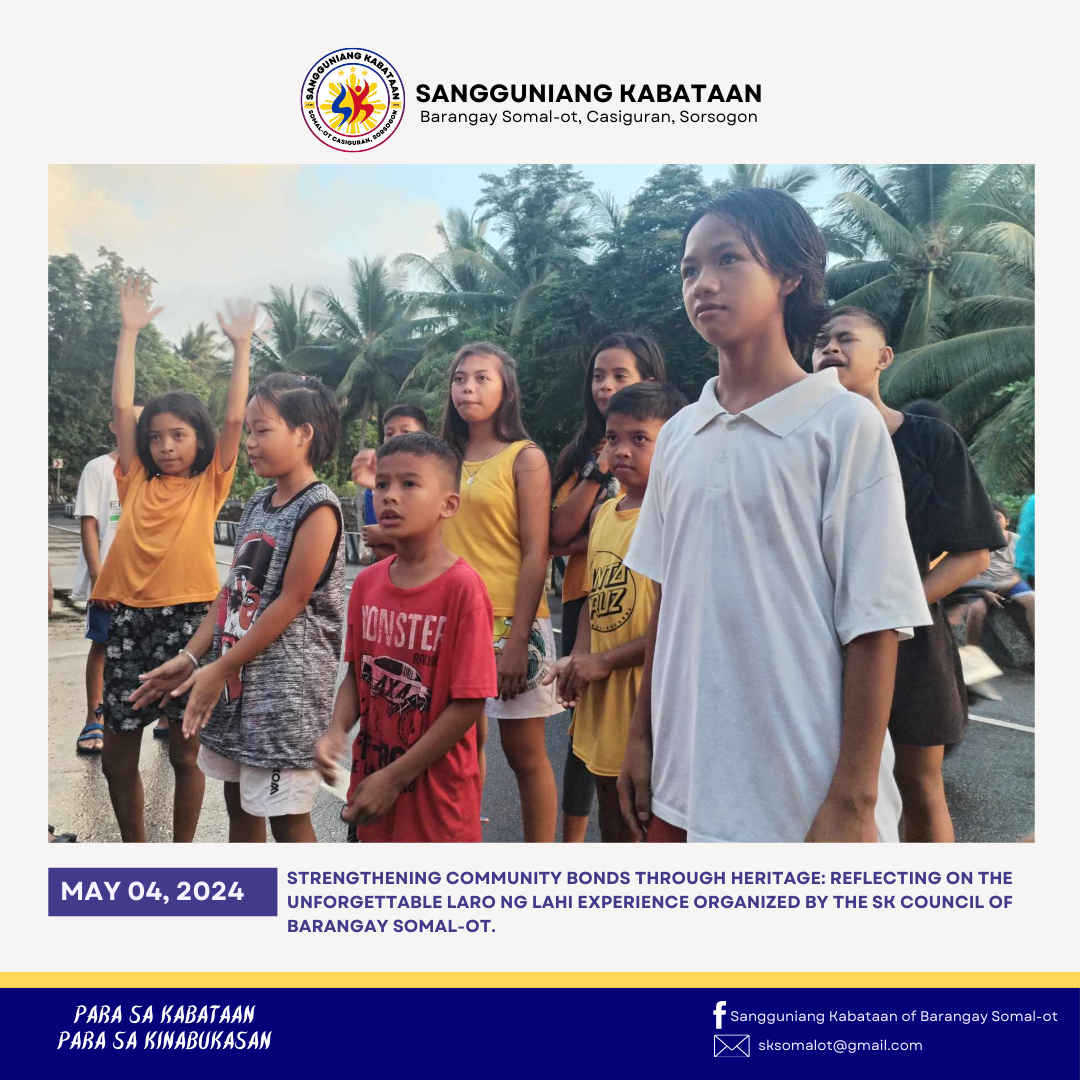 SANGGUNIANG KABATAAN
SOMAL-OT CASIGURAN, SORSOGON
SANGGUNIANG KABATAAN
Barangay Somal-ot, Casiguran, Sorsogon
MONSTER
MAY 04, 2024
STRENGTHENING COMMUNITY BONDS THROUGH HERITAGE: REFLECTING ON THE
UNFORGETTABLE LARO NG LAHI EXPERIENCE ORGANIZED BY THE SK COUNCIL OF
BARANGAY SOMAL-OT.
PARA SA KABATAAN
PARA SA KINABUKASAN
Sangguniang Kabataan of Barangay Somal-ot
sksomalot@gmail.com